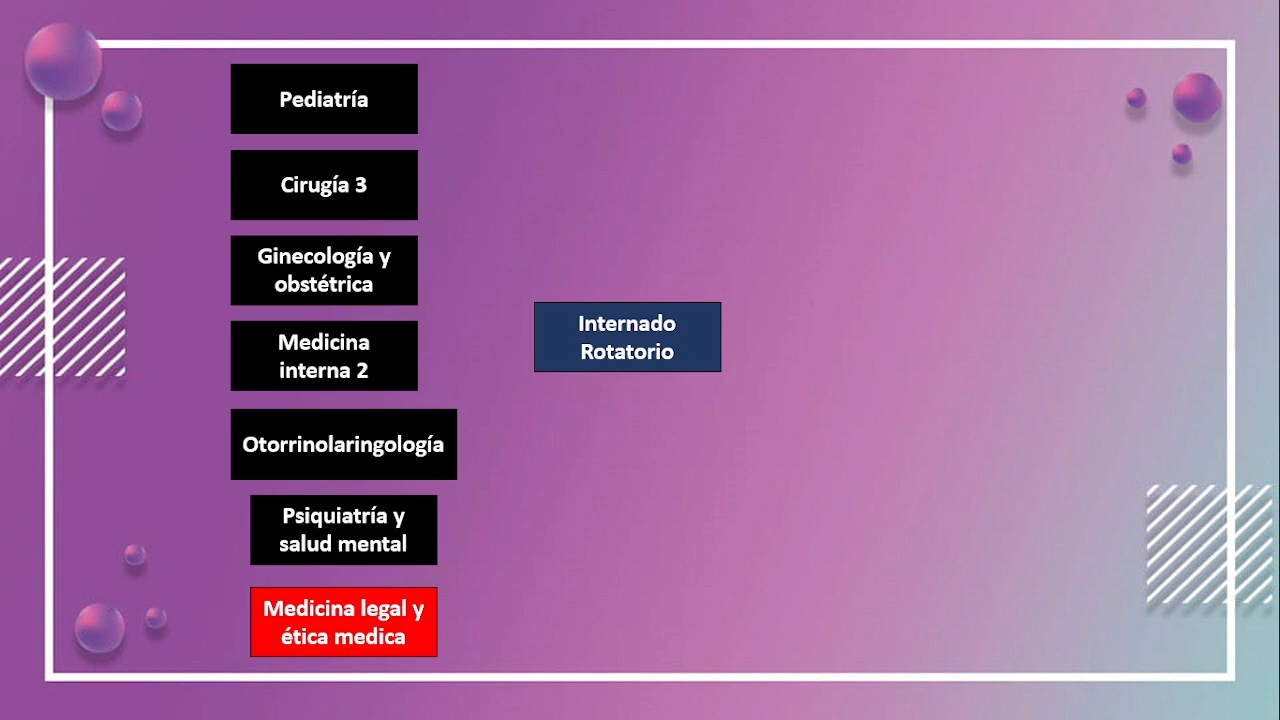 Pediatría
Cirugía 3
Ginecología y
obstétrica
Medicina
interna 2
Otorrinolaringología
Psiquiatría y
salud mental
Medicina legal y
ética medica
Internado
Rotatorio